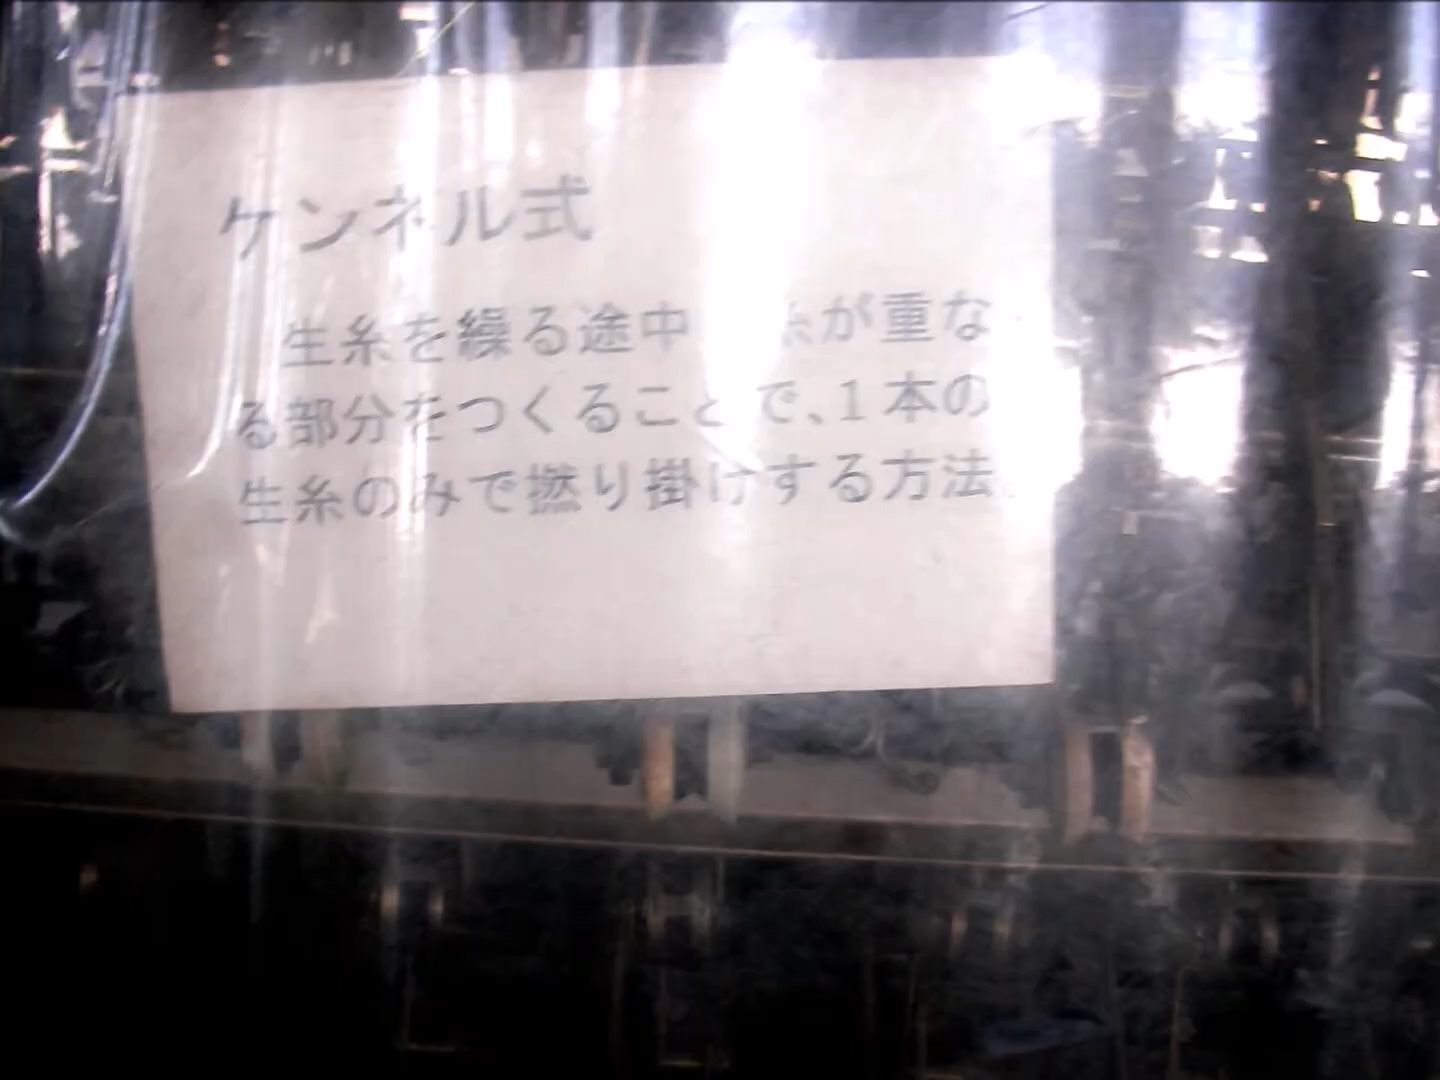 ケンネル式
生糸を繰る途中 糸が重な
る部分をつくることで、1本の
生糸のみで撚り掛けする方法。